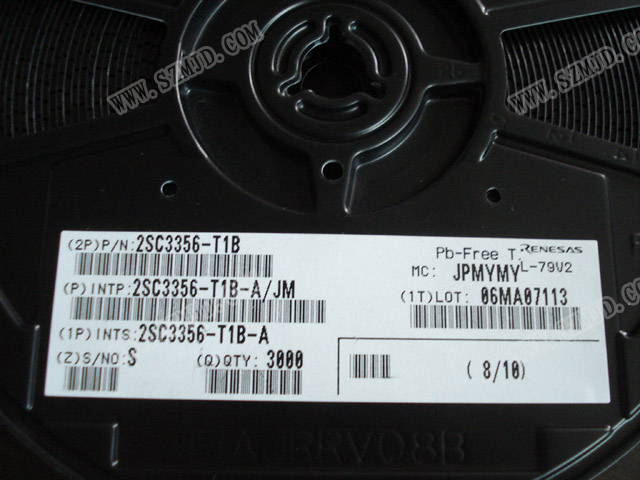 WWW.SZMJD.COM
WWW.SZMJD.COM
(2P)P/N:2SC3356-T1B
Pb-Free T. RENESAS
MC: JPMYMY L-79V2
(P)INTP:2SC3356-T1B-A/JM
(1T)LOT: 06MA07113
(1P)INTS:2SC3356-T1B-A
(Z)S/NO:S (Q)QTY: 3000
(8/10)